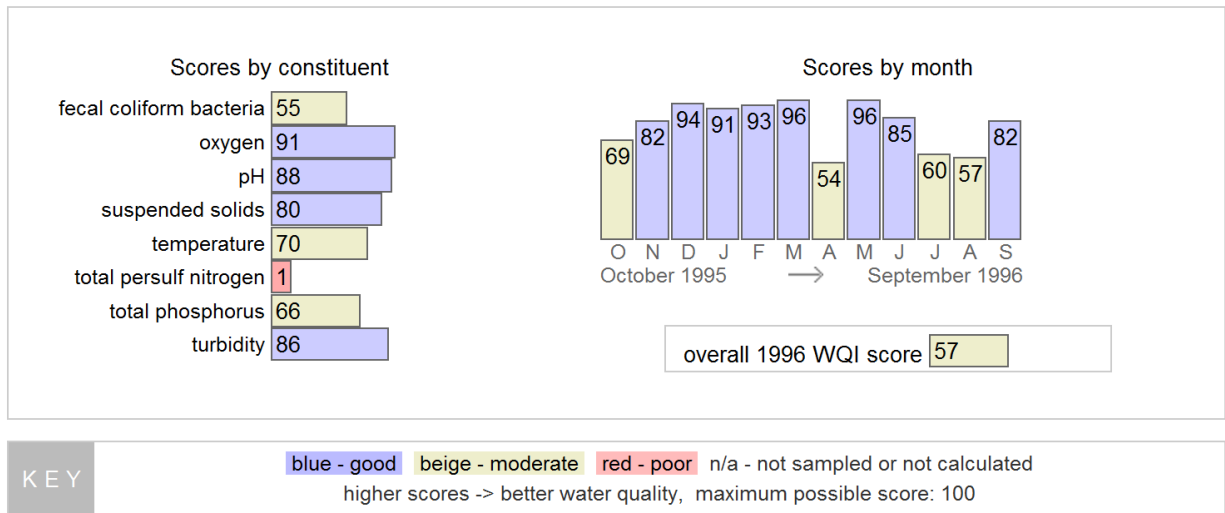 Scores by constituent
fecal coliform bacteria 55
oxygen 91
pH 88
suspended solids 80
temperature 70
total persulf nitrogen 1
total phosphorus 66
turbidity 86
Scores by month
69 82 94 91 93 96 54 96 85 60 57 82
O N D J F M A M J J A S
October 1995 → September 1996
overall 1996 WQI score 57
KEY
blue - good beige - moderate red - poor n/a - not sampled or not calculated
higher scores -> better water quality, maximum possible score: 100